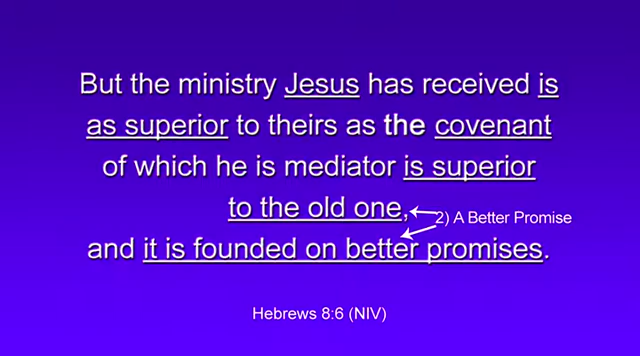 But the ministry Jesus has received is
as superior to theirs as the covenant
of which he is mediator is superior
to the old one,
2) A Better Promise
and it is founded on better promises.
Hebrews 8:6 (NIV)